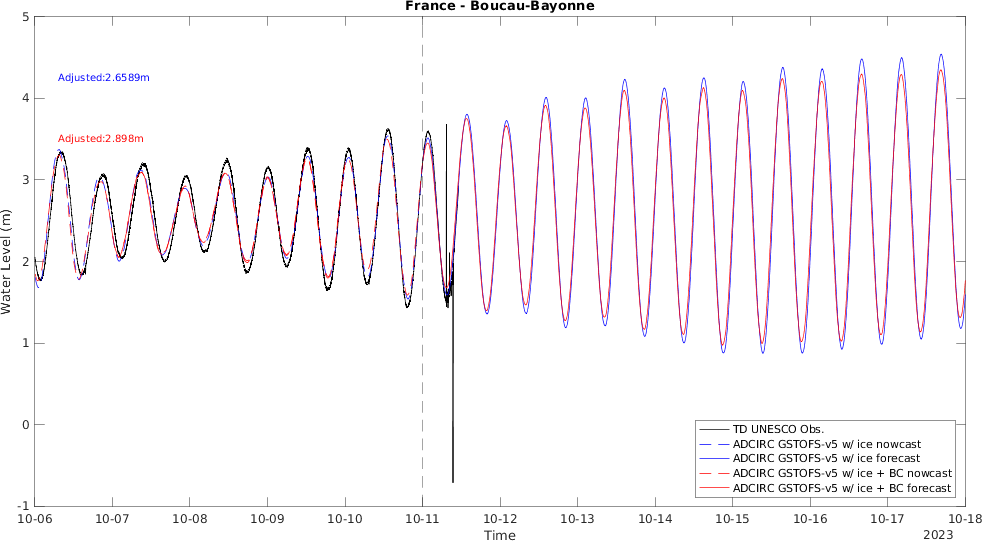 France - Boucau-Bayonne
5
4
3
2
1
0
-1
Water Level (m)
Adjusted:2.6589m
Adjusted:2.898m
TD UNESCO Obs.
ADCIRC GSTOFS-v5 w/ ice nowcast
ADCIRC GSTOFS-v5 w/ ice forecast
ADCIRC GSTOFS-v5 w/ ice + BC nowcast
ADCIRC GSTOFS-v5 w/ ice + BC forecast
10-06 10-07 10-08 10-09 10-10 10-11 10-12 10-13 10-14 10-15 10-16 10-17 10-18
Time
2023